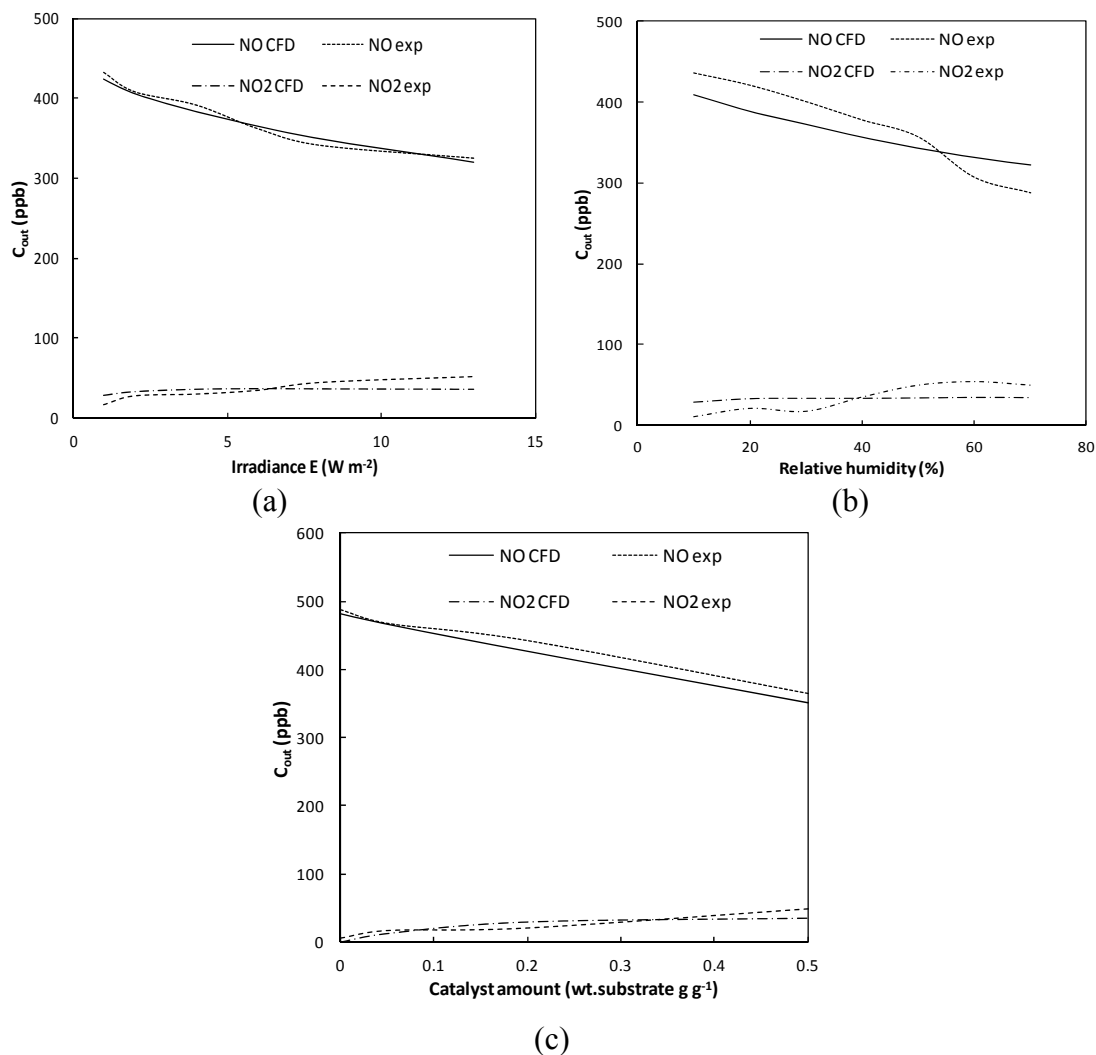 500
400
300
200
100
0
C_out (ppb)
NO CFD NO exp
NO2 CFD NO2 exp
0 5 10 15
Irradiance E (W m⁻²)
(a)
500
400
300
200
100
0
C_out (ppb)
NO CFD NO exp
NO2 CFD NO2 exp
0 20 40 60 80
Relative humidity (%)
(b)
600
500
400
300
200
100
0
C_out (ppb)
NO CFD NO exp
NO2 CFD NO2 exp
0 0.1 0.2 0.3 0.4 0.5
Catalyst amount (wt.substrate g g⁻¹)
(c)